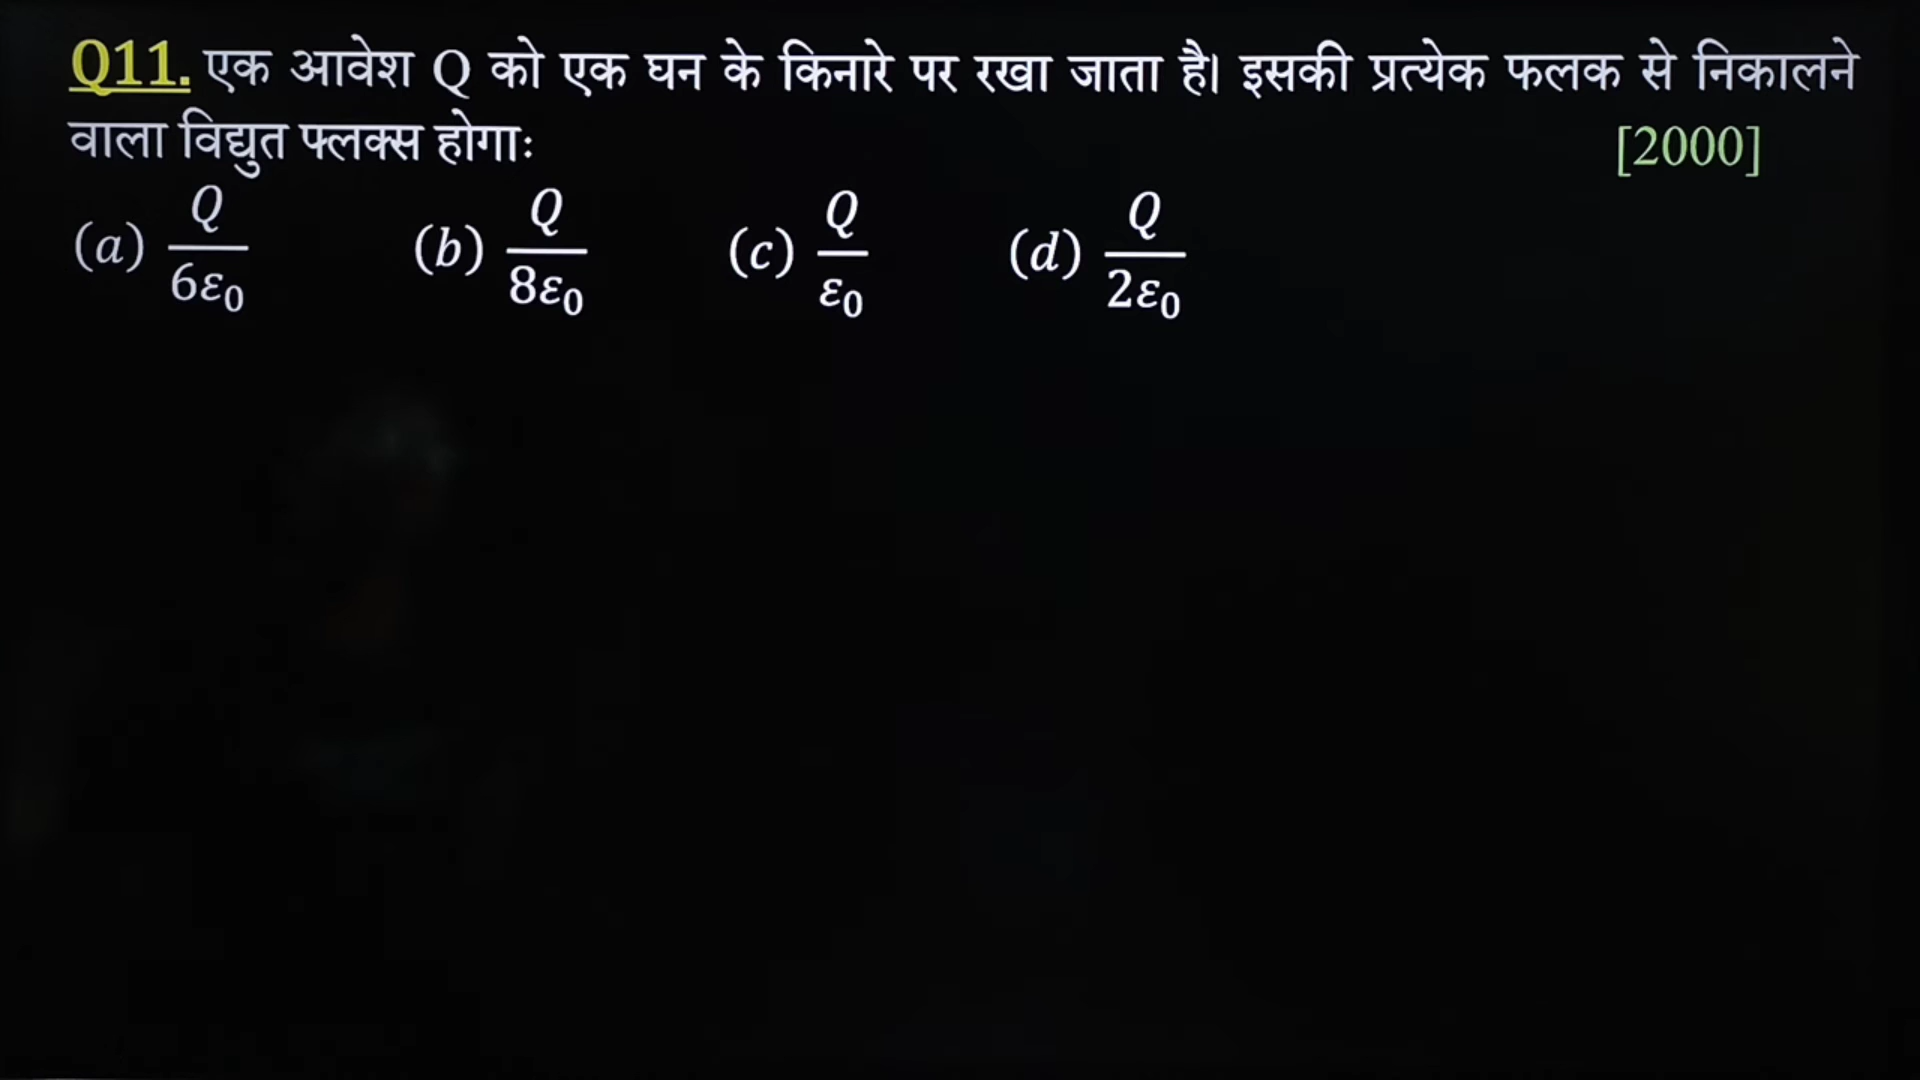 Q11. एक आवेश Q को एक घन के किनारे पर रखा जाता है। इसकी प्रत्येक फलक से निकालने
वाला विद्युत फ्लक्स होगाः [2000]
(a) Q/6ε₀ (b) Q/8ε₀ (c) Q/ε₀ (d) Q/2ε₀